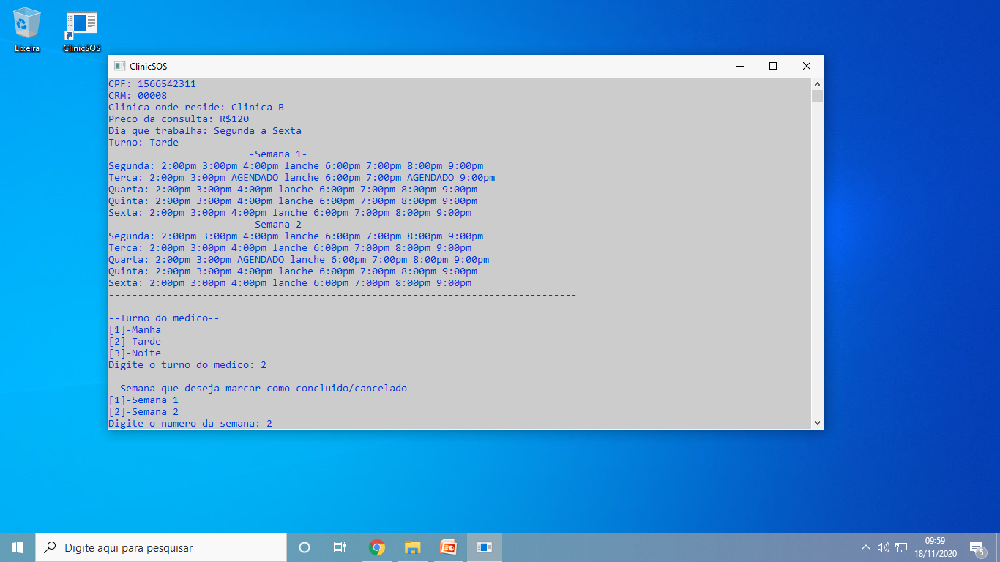 Lixeira
ClinicSOS
ClinicSOS
CPF: 1566542311
CRM: 00008
Clinica onde reside: Clinica B
Preco da consulta: R$120
Dia que trabalha: Segunda a Sexta
Turno: Tarde
-Semana 1-
Segunda: 2:00pm 3:00pm 4:00pm lanche 6:00pm 7:00pm 8:00pm 9:00pm
Terca: 2:00pm 3:00pm AGENDADO lanche 6:00pm 7:00pm AGENDADO 9:00pm
Quarta: 2:00pm 3:00pm 4:00pm lanche 6:00pm 7:00pm 8:00pm 9:00pm
Quinta: 2:00pm 3:00pm 4:00pm lanche 6:00pm 7:00pm 8:00pm 9:00pm
Sexta: 2:00pm 3:00pm 4:00pm lanche 6:00pm 7:00pm 8:00pm 9:00pm
-Semana 2-
Segunda: 2:00pm 3:00pm 4:00pm lanche 6:00pm 7:00pm 8:00pm 9:00pm
Terca: 2:00pm 3:00pm 4:00pm lanche 6:00pm 7:00pm 8:00pm 9:00pm
Quarta: 2:00pm 3:00pm AGENDADO lanche 6:00pm 7:00pm 8:00pm 9:00pm
Quinta: 2:00pm 3:00pm 4:00pm lanche 6:00pm 7:00pm 8:00pm 9:00pm
Sexta: 2:00pm 3:00pm 4:00pm lanche 6:00pm 7:00pm 8:00pm 9:00pm
--------------------------------------------------------------------------------
--Turno do medico--
[1]-Manha
[2]-Tarde
[3]-Noite
Digite o turno do medico: 2
--Semana que deseja marcar como concluido/cancelado--
[1]-Semana 1
[2]-Semana 2
Digite o numero da semana: 2
Digite aqui para pesquisar
09:59
18/11/2020
5